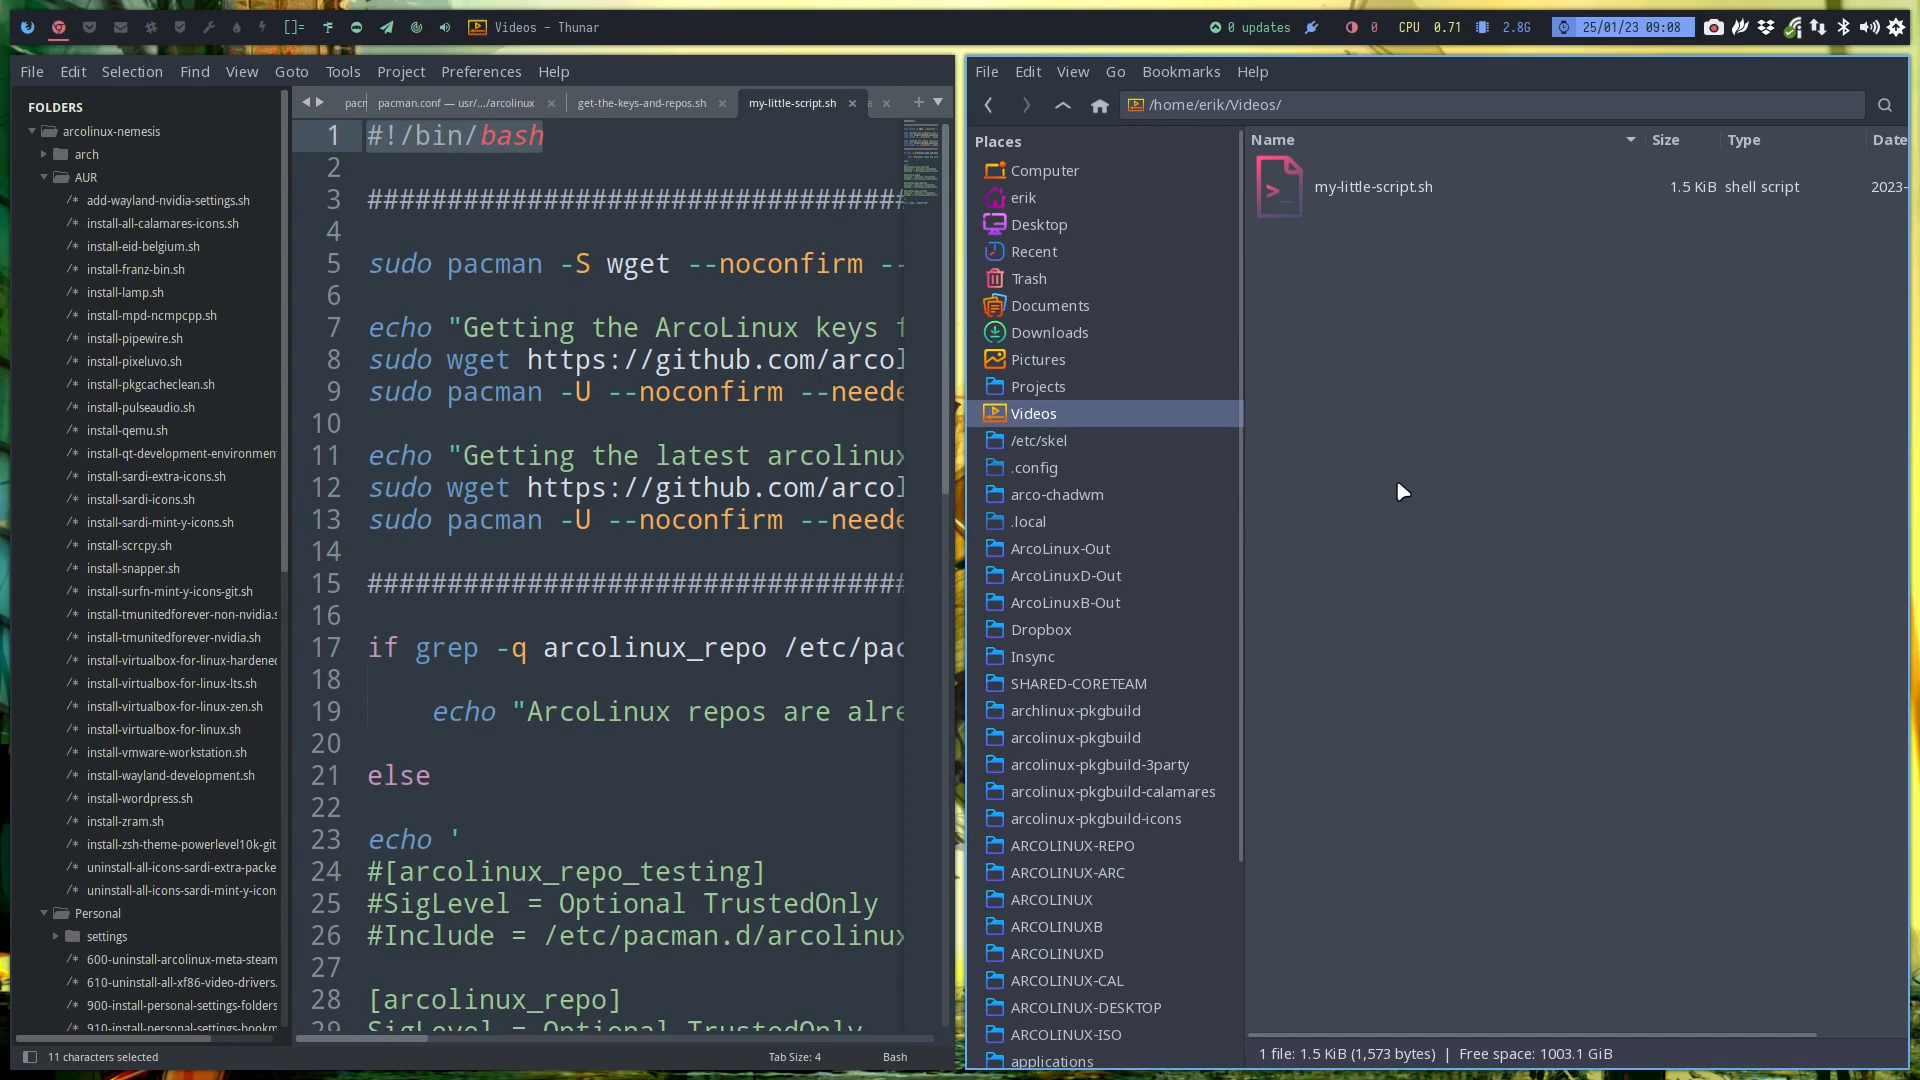 []=
Videos - Thunar
0 updates
0
CPU 0.71
2.8G
25/01/23 09:08
File Edit Selection Find View Goto Tools Project Preferences Help
FOLDERS
arcolinux-nemesis
arch
AUR
/* add-wayland-nvidia-settings.sh
/* install-all-calamares-icons.sh
/* install-eid-belgium.sh
/* install-franz-bin.sh
/* install-lamp.sh
/* install-mpd-ncmpcpp.sh
/* install-pipewire.sh
/* install-pixeluvo.sh
/* install-pkgcacheclean.sh
/* install-pulseaudio.sh
/* install-qemu.sh
/* install-qt-development-environmen
/* install-sardi-extra-icons.sh
/* install-sardi-icons.sh
/* install-sardi-mint-y-icons.sh
/* install-scrcpy.sh
/* install-snapper.sh
/* install-surfn-mint-y-icons-git.sh
/* install-tmunitedforever-non-nvidia.s
/* install-tmunitedforever-nvidia.sh
/* install-virtualbox-for-linux-hardened
/* install-virtualbox-for-linux-lts.sh
/* install-virtualbox-for-linux-zen.sh
/* install-virtualbox-for-linux.sh
/* install-vmware-workstation.sh
/* install-wayland-development.sh
/* install-wordpress.sh
/* install-zram.sh
/* install-zsh-theme-powerlevel10k-git
/* uninstall-all-icons-sardi-extra-packe
/* uninstall-all-icons-sardi-mint-y-icon
Personal
settings
/* 600-uninstall-arcolinux-meta-steam
/* 610-uninstall-all-xf86-video-drivers.
/* 900-install-personal-settings-folders
/* 910-install-personal-settings-bookm
pacn
pacman.conf — usr/.../arcolinux
get-the-keys-and-repos.sh
my-little-script.sh
1 #!/bin/bash
2
3 ##################################
4
5 sudo pacman -S wget --noconfirm --
6
7 echo "Getting the ArcoLinux keys f
8 sudo wget https://github.com/arcol
9 sudo pacman -U --noconfirm --neede
10
11 echo "Getting the latest arcolinux
12 sudo wget https://github.com/arcol
13 sudo pacman -U --noconfirm --neede
14
15 ##################################
16
17 if grep -q arcolinux_repo /etc/pac
18
19 echo "ArcoLinux repos are alre
20
21 else
22
23 echo '
24 #[arcolinux_repo_testing]
25 #SigLevel = Optional TrustedOnly
26 #Include = /etc/pacman.d/arcolinux
27
28 [arcolinux_repo]
29 SigLevel = Optional TrustedOnly
11 characters selected
Tab Size: 4
Bash
File Edit View Go Bookmarks Help
/home/erik/Videos/
Places
Computer
erik
Desktop
Recent
Trash
Documents
Downloads
Pictures
Projects
Videos
/etc/skel
.config
arco-chadwm
.local
ArcoLinux-Out
ArcoLinuxD-Out
ArcoLinuxB-Out
Dropbox
Insync
SHARED-CORETEAM
archlinux-pkgbuild
arcolinux-pkgbuild
arcolinux-pkgbuild-3party
arcolinux-pkgbuild-calamares
arcolinux-pkgbuild-icons
ARCOLINUX-REPO
ARCOLINUX-ARC
ARCOLINUX
ARCOLINUXB
ARCOLINUXD
ARCOLINUX-CAL
ARCOLINUX-DESKTOP
ARCOLINUX-ISO
applications
Name Size Type Date
my-little-script.sh 1.5 KiB shell script 2023-
1 file: 1.5 KiB (1,573 bytes) | Free space: 1003.1 GiB